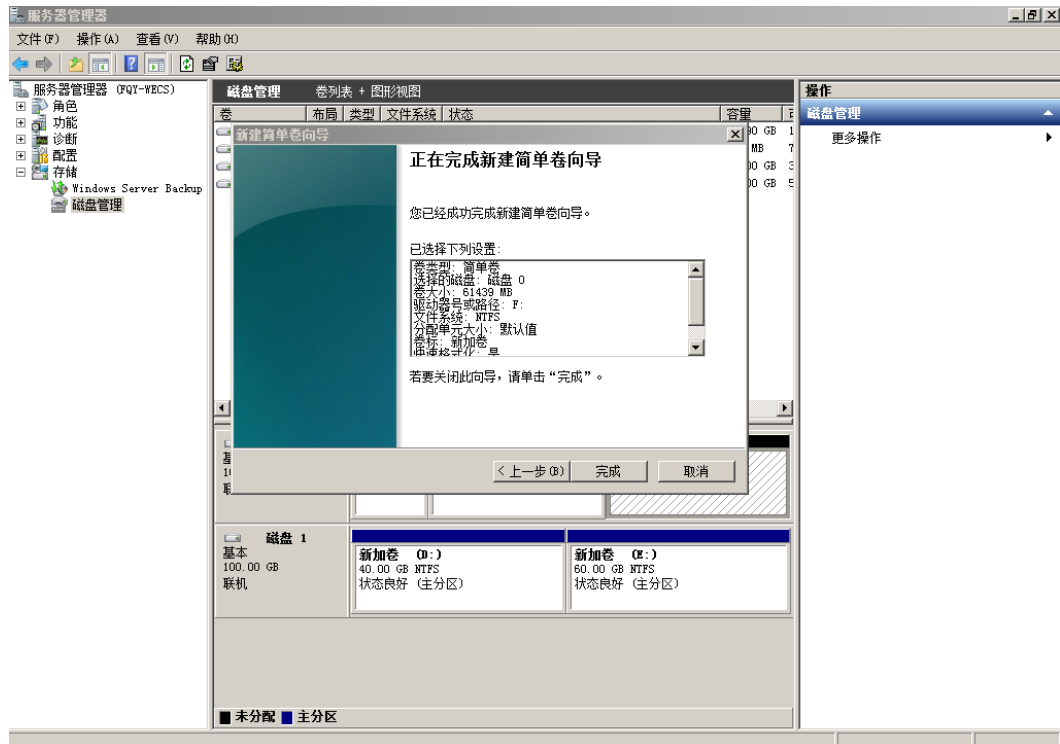 服务器管理器
文件(F) 操作(A) 查看(V) 帮助(H)
服务器管理器 (FQY-WECS)
角色
功能
诊断
配置
存储
Windows Server Backup
磁盘管理
磁盘管理 卷列表 + 图形视图
卷 布局 类型 文件系统 状态 容量
新建简单卷向导
正在完成新建简单卷向导
您已经成功完成新建简单卷向导。
已选择下列设置:
卷类型: 简单卷
选择的磁盘: 磁盘 0
卷大小: 61439 MB
驱动器号或路径: F:
文件系统: NTFS
分配单元大小: 默认值
卷标: 新加卷
快速格式化: 是
若要关闭此向导，请单击“完成”。
< 上一步(B) 完成 取消
磁盘 1
基本
100.00 GB
联机
新加卷 (D:)
40.00 GB NTFS
状态良好 (主分区)
新加卷 (E:)
60.00 GB NTFS
状态良好 (主分区)
未分配 主分区
操作
磁盘管理
更多操作